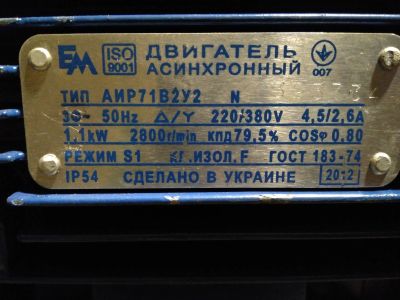 EM ISO 9001 ДВИГАТЕЛЬ АСИНХРОННЫЙ 007
ТИП АИР71В2У2 N
3~ 50Hz Δ/Y 220/380V 4,5/2,6A
1,1kW 2800r/min кпд79,5% COSφ 0.80
РЕЖИМ S1 КЛ.ИЗОЛ.F ГОСТ 183-74
IP54 СДЕЛАНО В УКРАИНЕ 2012